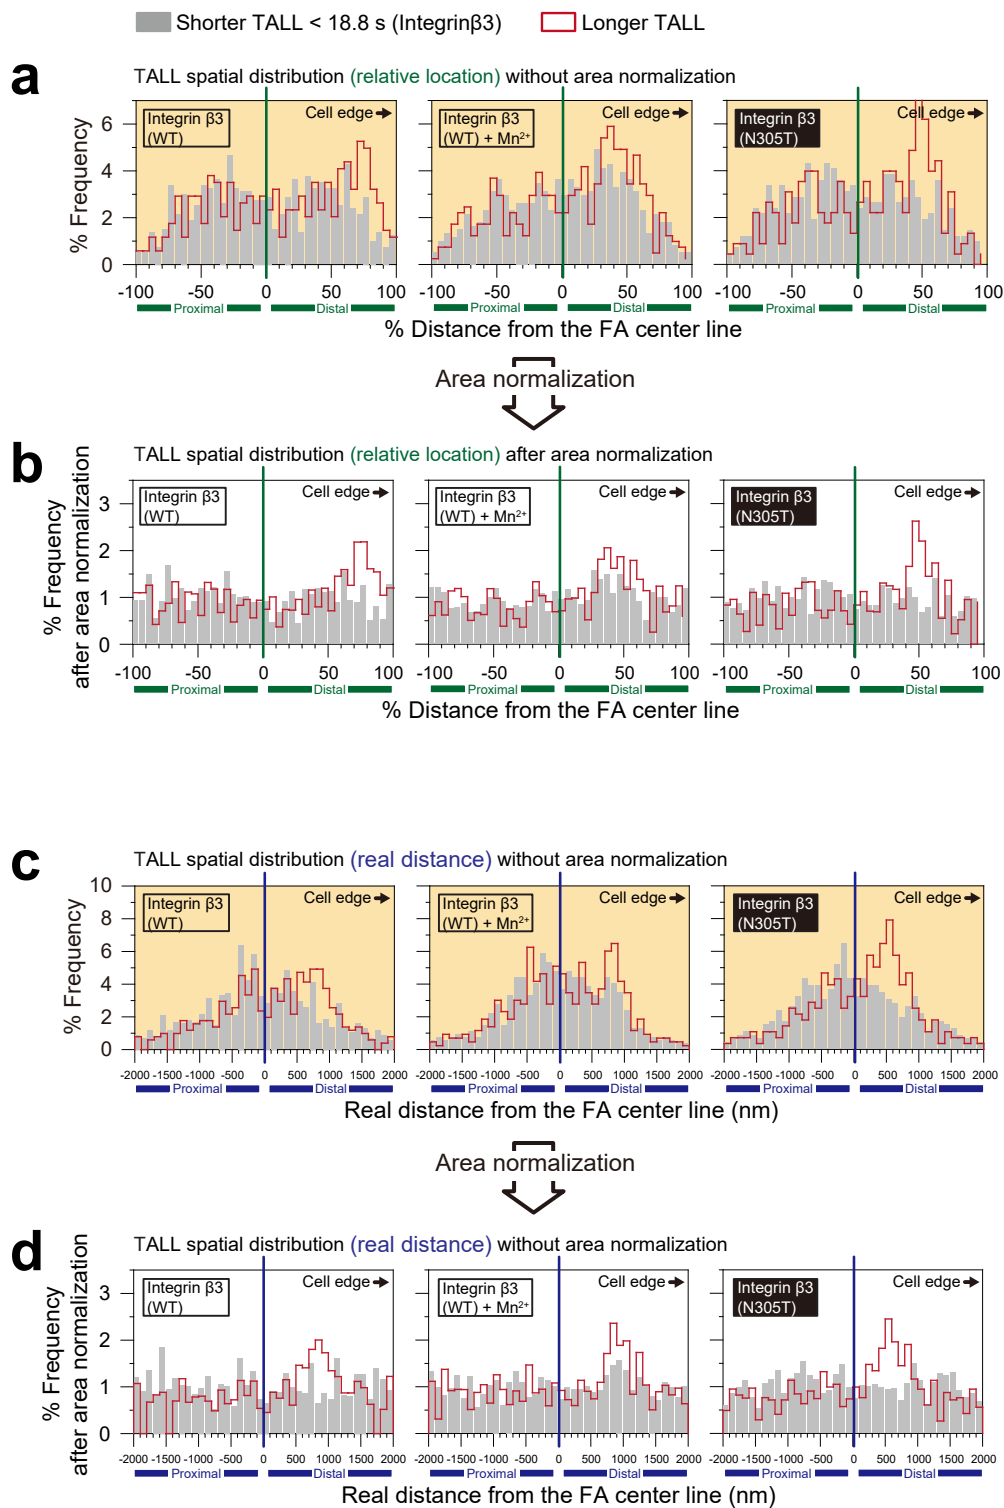 Shorter TALL < 18.8 s (Integrinβ3) Longer TALL
a
TALL spatial distribution (relative location) without area normalization
% Frequency
6
4
2
0
Integrin β3
(WT)
Cell edge
Integrin β3
(WT) + Mn²⁺
Cell edge
Integrin β3
(N305T)
Cell edge
-100 -50 0 50 100 -100 -50 0 50 100 -100 -50 0 50 100
Proximal Distal Proximal Distal Proximal Distal
% Distance from the FA center line
Area normalization
b
TALL spatial distribution (relative location) after area normalization
% Frequency
after area normalization
3
2
1
0
Integrin β3
(WT)
Cell edge
Integrin β3
(WT) + Mn²⁺
Cell edge
Integrin β3
(N305T)
Cell edge
-100 -50 0 50 100 -100 -50 0 50 100 -100 -50 0 50 100
Proximal Distal Proximal Distal Proximal Distal
% Distance from the FA center line
c
TALL spatial distribution (real distance) without area normalization
% Frequency
10
8
6
4
2
0
Integrin β3
(WT)
Cell edge
Integrin β3
(WT) + Mn²⁺
Cell edge
Integrin β3
(N305T)
Cell edge
-2000 -1500 -1000 -500 0 500 1000 1500 2000 -2000 -1500 -1000 -500 0 500 1000 1500 2000 -2000 -1500 -1000 -500 0 500 1000 1500 2000
Proximal Distal Proximal Distal Proximal Distal
Real distance from the FA center line (nm)
Area normalization
d
TALL spatial distribution (real distance) without area normalization
% Frequency
after area normalization
3
2
1
0
Integrin β3
(WT)
Cell edge
Integrin β3
(WT) + Mn²⁺
Cell edge
Integrin β3
(N305T)
Cell edge
-2000 -1500 -1000 -500 0 500 1000 1500 2000 -2000 -1500 -1000 -500 0 500 1000 1500 2000 -2000 -1500 -1000 -500 0 500 1000 1500 2000
Proximal Distal Proximal Distal Proximal Distal
Real distance from the FA center line (nm)